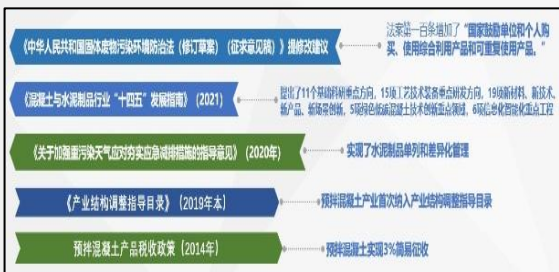 《中华人民共和国固体废物污染环境防治法(修订草案)(征求意见稿)》提修改建议
法案第一百条增加了“国家鼓励单位和个人购
买、使用综合利用产品和可重复使用产品。”
《混凝土与水泥制品行业“十四五”发展指南》(2021)
提出了11个基础科研重点方向，15项工艺技术装备重点研发方向，19项新材料、新技术、
新产品、新场景创新，5项绿色低碳混凝土技术创新重点领域，6项信息化智能化重点工程
《关于加强重污染天气应对夯实应急减排措施的指导意见》(2020年)
实现了水泥制品单列和差异化管理
《产业结构调整指导目录》(2019年本)
预拌混凝土产业首次纳入产业结构调整指导目录
预拌混凝土产品税收政策(2014年)
预拌混凝土实现3%简易征收